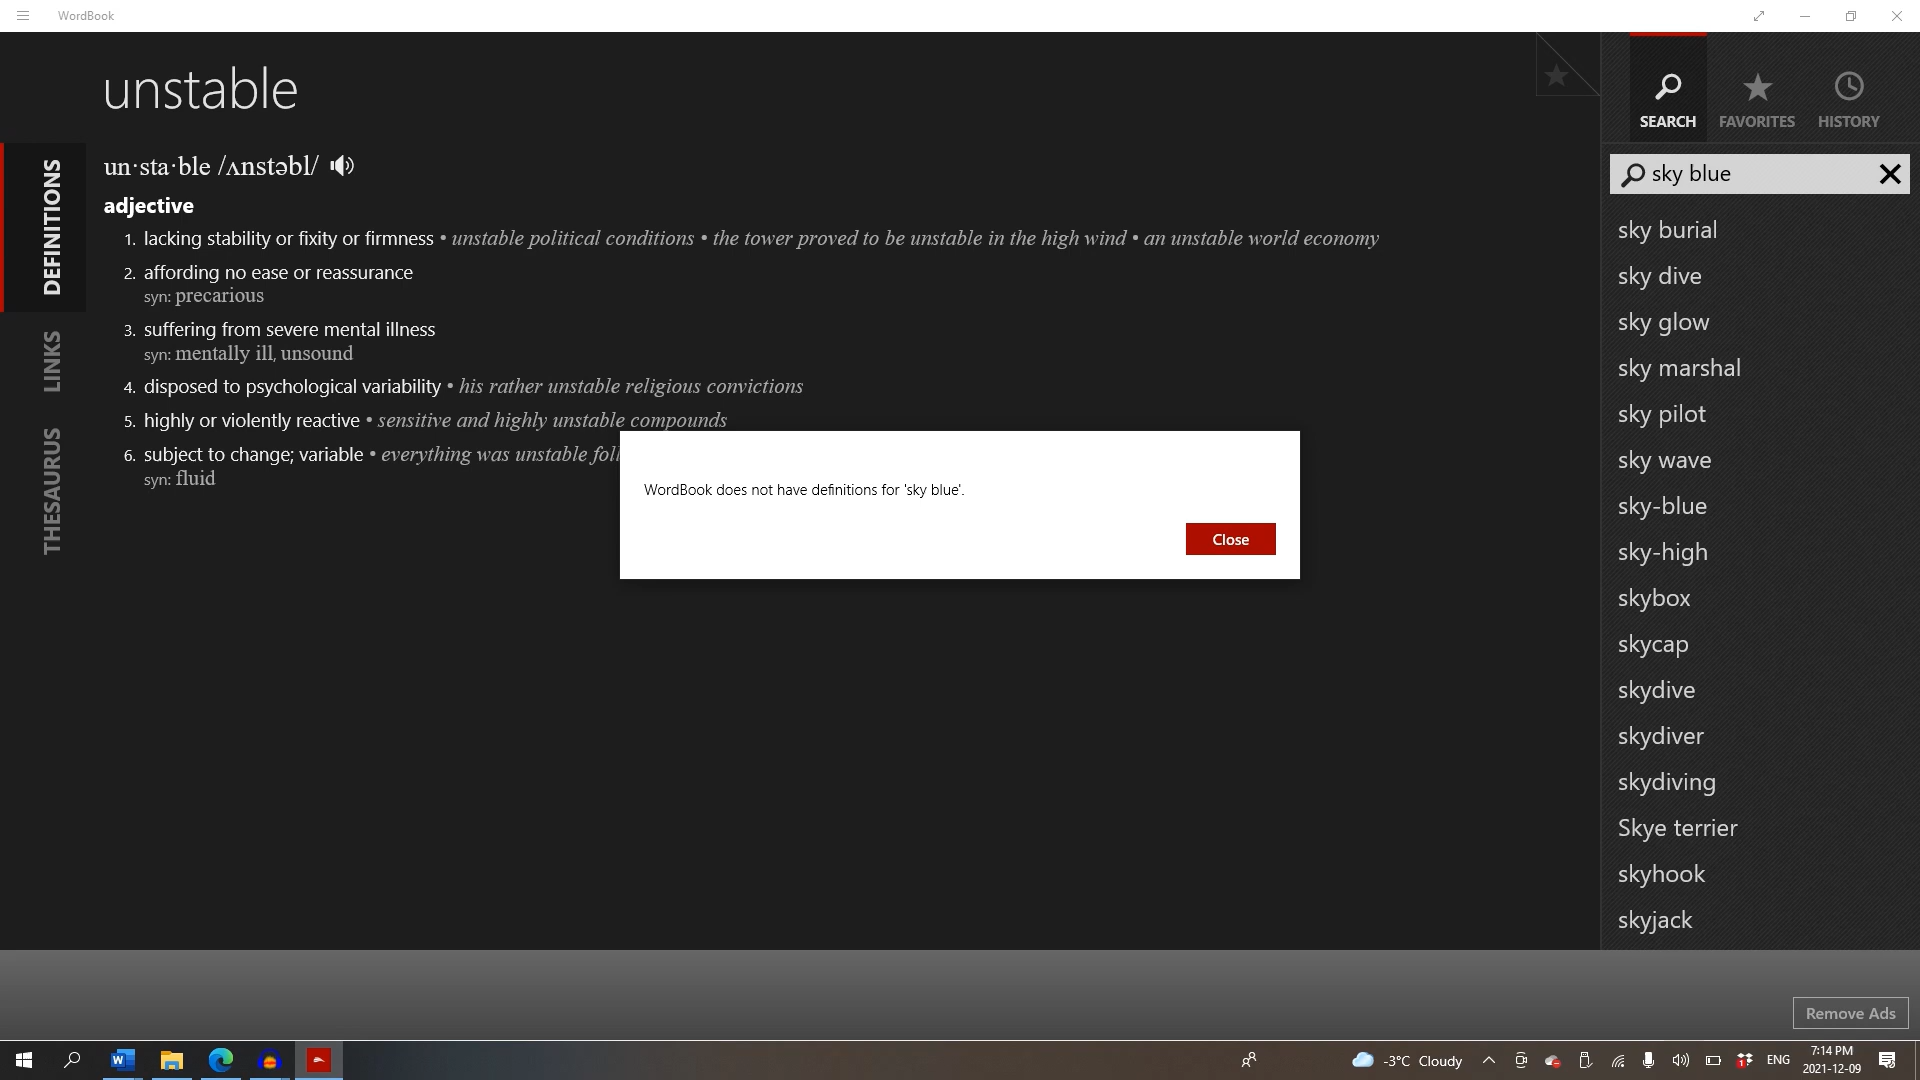 WordBook
unstable
un·sta·ble /ʌnstəbl/
adjective
1. lacking stability or fixity or firmness • unstable political conditions • the tower proved to be unstable in the high wind • an unstable world economy
2. affording no ease or reassurance
syn: precarious
3. suffering from severe mental illness
syn: mentally ill, unsound
4. disposed to psychological variability • his rather unstable religious convictions
5. highly or violently reactive • sensitive and highly unstable compounds
6. subject to change; variable • everything was unstable
syn: fluid
DEFINITIONS
LINKS
THESAURUS
WordBook does not have definitions for 'sky blue'.
Close
SEARCH
FAVORITES
HISTORY
sky blue
sky burial
sky dive
sky glow
sky marshal
sky pilot
sky wave
sky-blue
sky-high
skybox
skycap
skydive
skydiver
skydiving
Skye terrier
skyhook
skyjack
Remove Ads
-3°C Cloudy
ENG
7:14 PM
2021-12-09